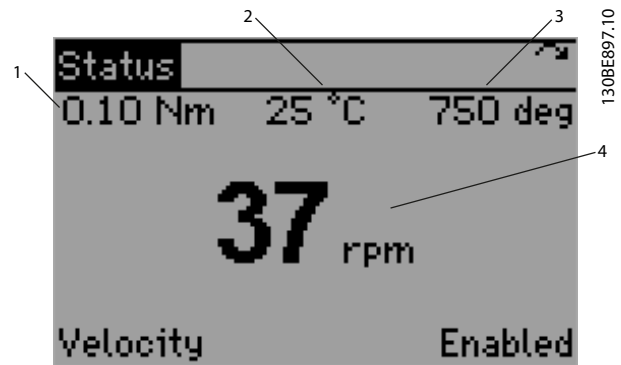 2
3
1
Status
0.10 Nm 25 °C 750 deg
4
37 rpm
Velocity Enabled
130BE897.10